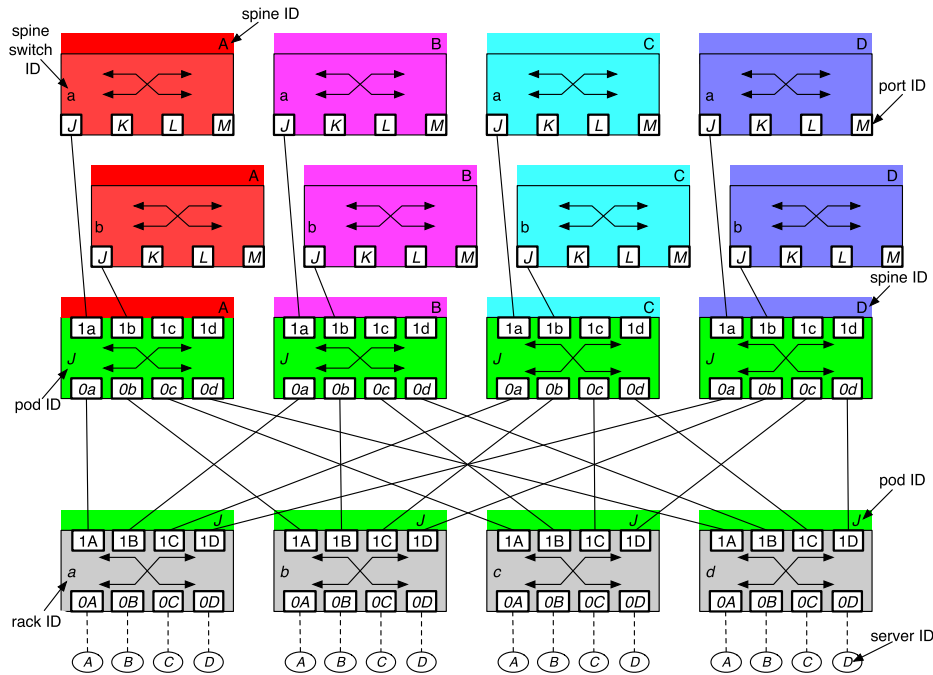 spine ID
spine
switch
ID
A B C D
a a a a
port ID
J K L M J K L M J K L M J K L M
A B C D
b b b b
J K L M J K L M J K L M J K L M
spine ID
A B C D
1a 1b 1c 1d 1a 1b 1c 1d 1a 1b 1c 1d 1a 1b 1c 1d
J J J J
0a 0b 0c 0d 0a 0b 0c 0d 0a 0b 0c 0d 0a 0b 0c 0d
pod ID
pod ID
J J J J
1A 1B 1C 1D 1A 1B 1C 1D 1A 1B 1C 1D 1A 1B 1C 1D
a b c d
0A 0B 0C 0D 0A 0B 0C 0D 0A 0B 0C 0D 0A 0B 0C 0D
rack ID
server ID
A B C D A B C D A B C D A B C D